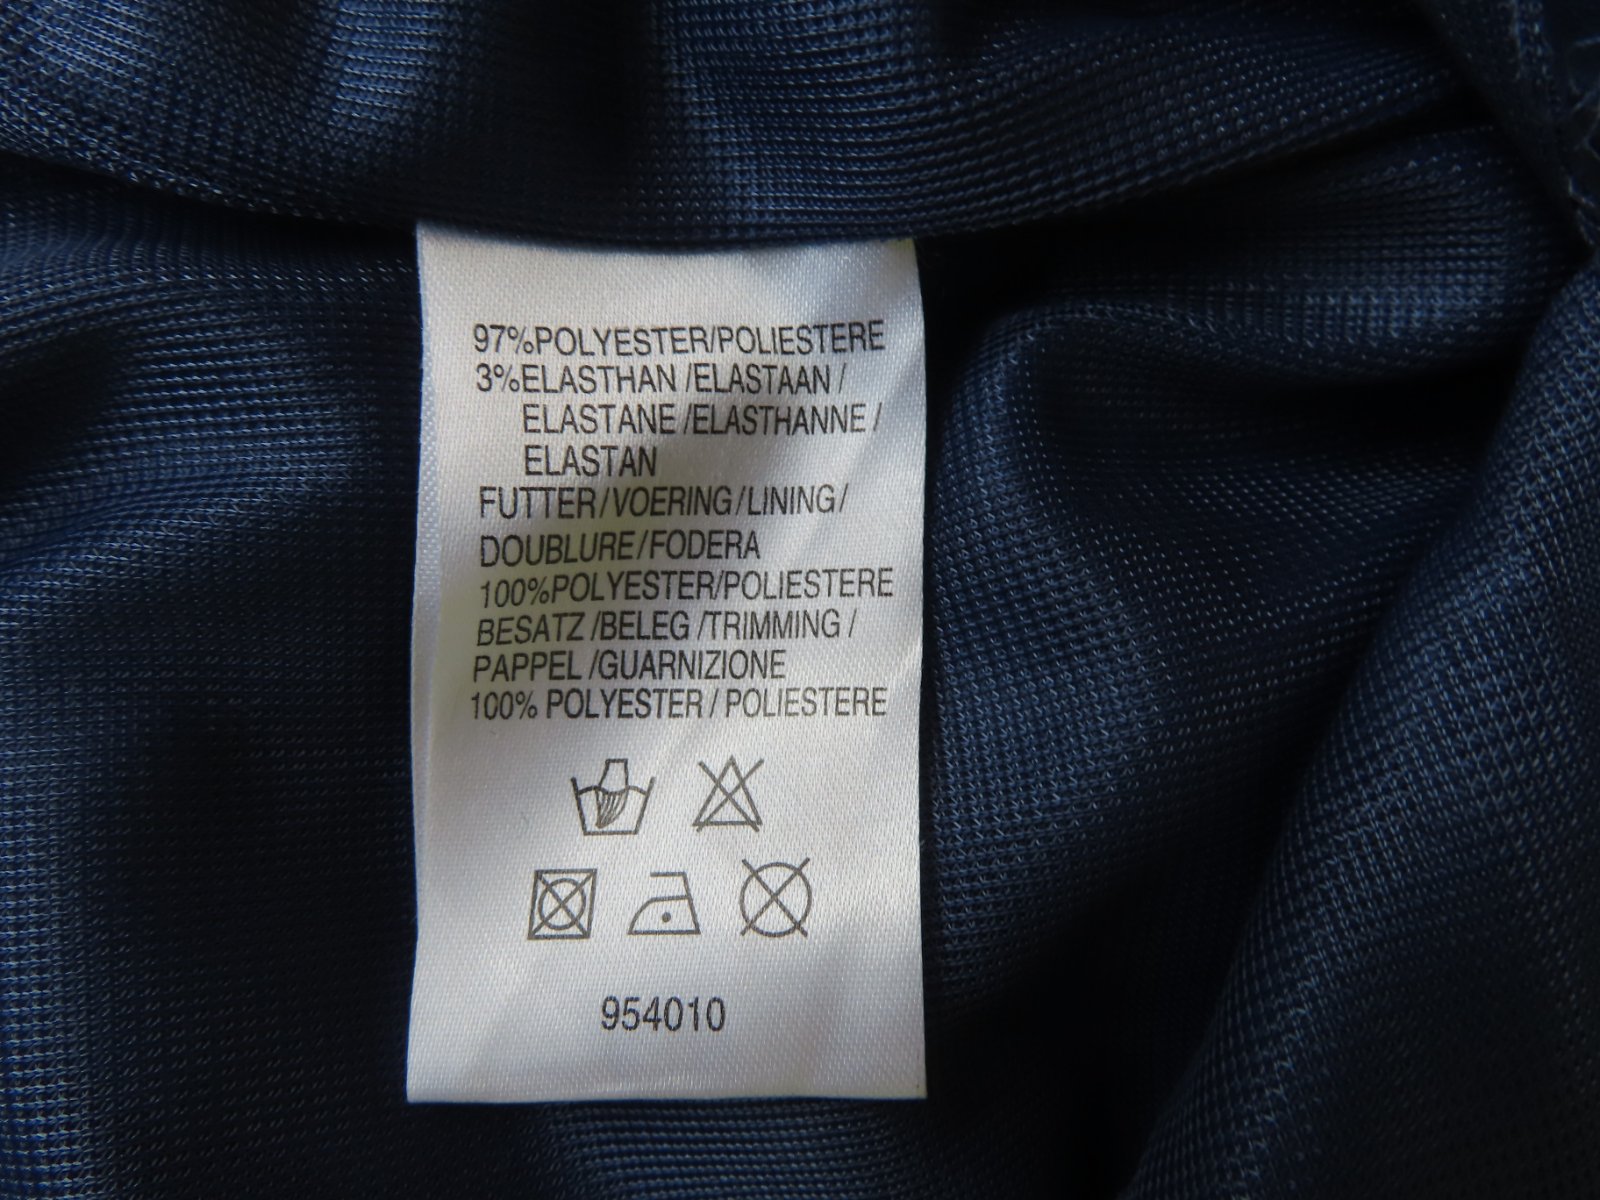 97%POLYESTER/POLIESTERE
3%ELASTHAN /ELASTAAN /
ELASTANE /ELASTHANNE /
ELASTAN
FUTTER/VOERING/LINING/
DOUBLURE/FODERA
100%POLYESTER/POLIESTERE
BESATZ /BELEG /TRIMMING /
PAPPEL /GUARNIZIONE
100% POLYESTER / POLIESTERE
954010